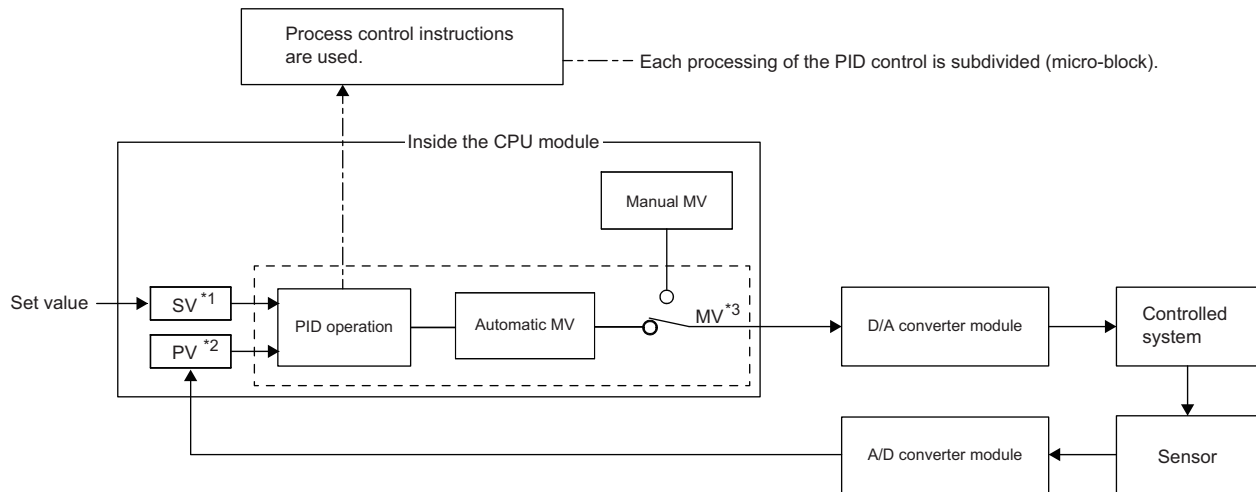 Process control instructions
are used.
Each processing of the PID control is subdivided (micro-block).
Inside the CPU module
Manual MV
Set value
SV*1
PID operation
Automatic MV
MV*3
D/A converter module
Controlled
system
PV*2
A/D converter module
Sensor